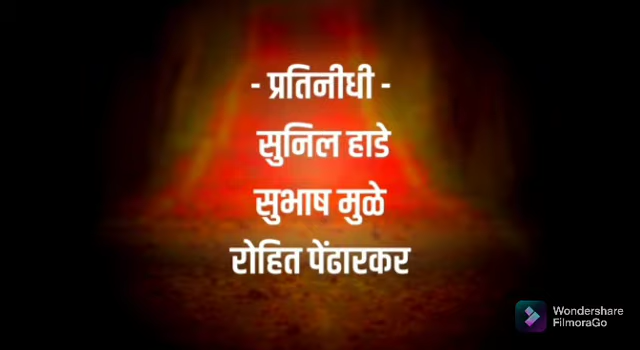 - प्रतिनीधी -
सुनिल हाडे
सुभाष मुळे
रोहित पेंढारकर
Wondershare
FilmoraGo